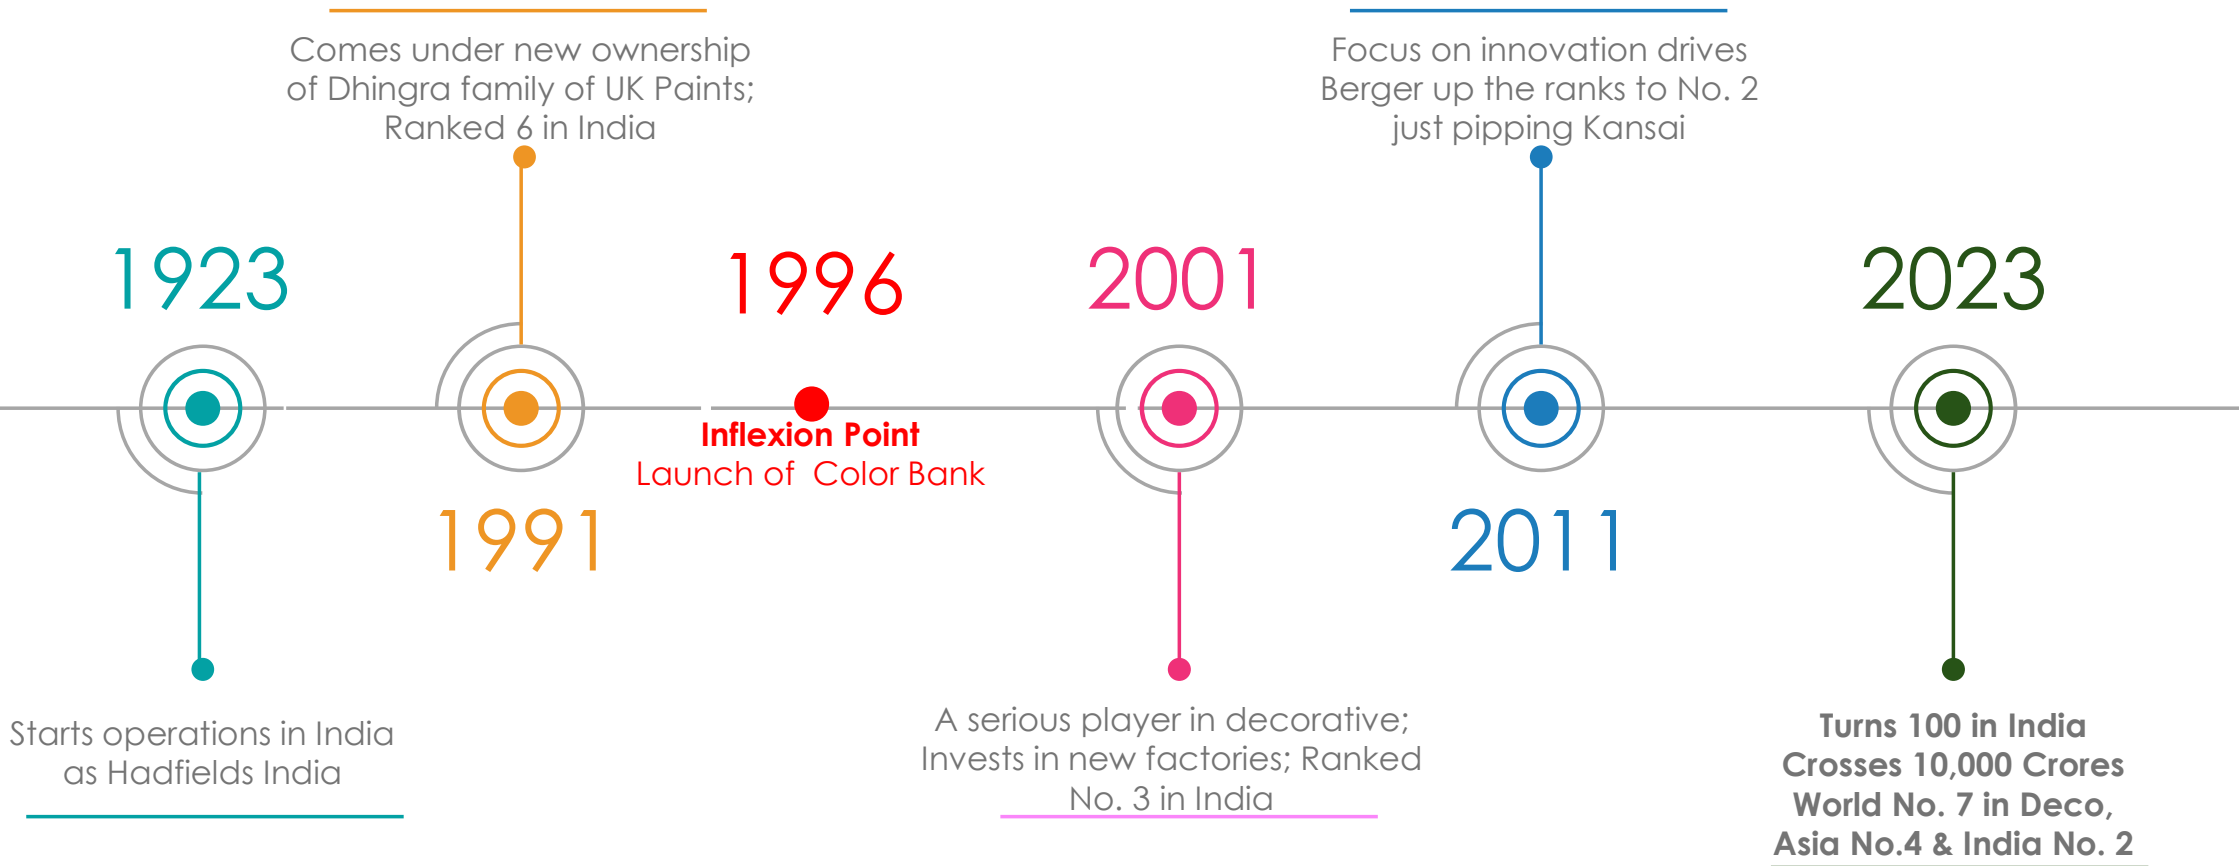 Comes under new ownership
of Dhingra family of UK Paints;
Ranked 6 in India
Focus on innovation drives
Berger up the ranks to No. 2
just pipping Kansai
1923
1996
2001
2023
Inflexion Point
Launch of Color Bank
1991
2011
Starts operations in India
as Hadfields India
A serious player in decorative;
Invests in new factories; Ranked
No. 3 in India
Turns 100 in India
Crosses 10,000 Crores
World No. 7 in Deco,
Asia No.4 & India No. 2